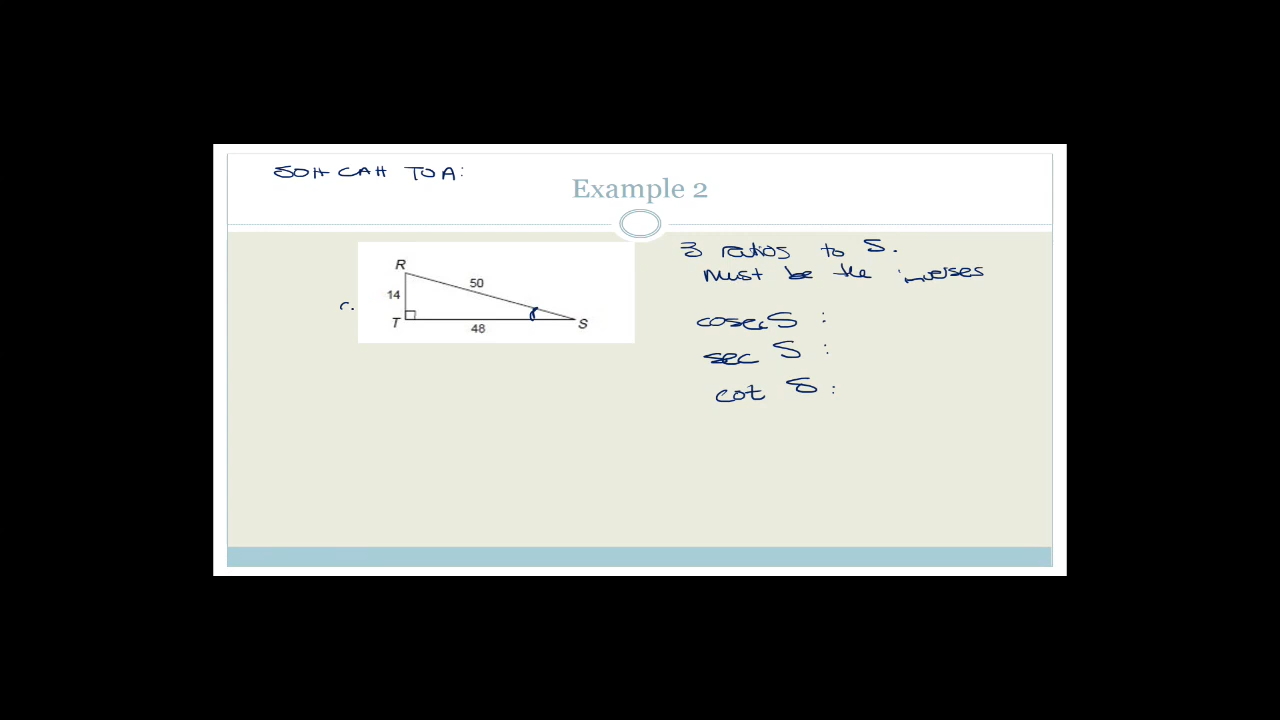 SOH CAH TOA:
Example 2
3 ratios to S.
Must be the inverses
r.
R
50
14
T
48
S
cosec S :
sec S :
cot S :